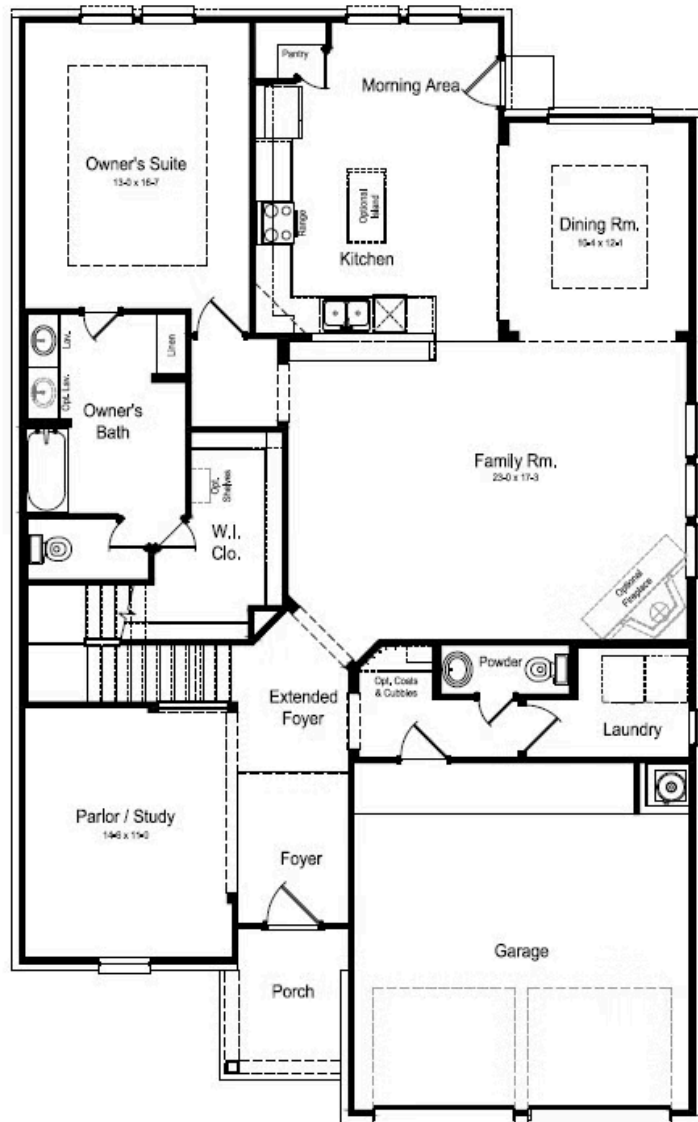 Pantry
Morning Area
Owner's Suite
13-0 x 16-7
Range
Optional
Island
Kitchen
Dining Rm.
10-4 x 12-1
Lav.
Opt. Lav.
Linen
Owner's
Bath
Opt.
Shelves
W.I.
Clo.
Family Rm.
23-0 x 17-3
Optional
Fireplace
Powder
Opt. Coats
& Cubbies
Extended
Foyer
Laundry
Parlor / Study
14-6 x 11-0
Foyer
Garage
Porch